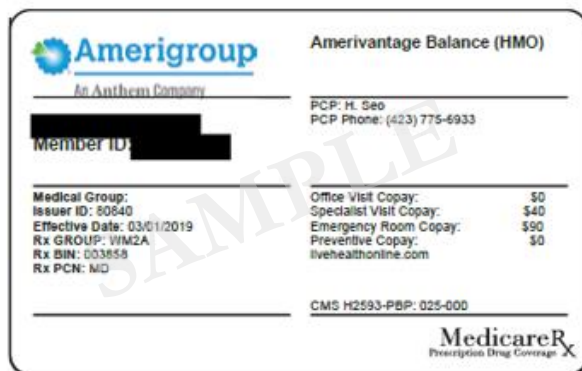 Amerigroup
An Anthem Company
Amerivantage Balance (HMO)
PCP: H. Seo
PCP Phone: (423) 775-6933
Member ID:
Medical Group:
Issuer ID: 80840
Effective Date: 03/01/2019
Rx GROUP: WM2A
Rx BIN: 003858
Rx PCN: MD
Office Visit Copay: $0
Specialist Visit Copay: $40
Emergency Room Copay: $90
Preventive Copay: $0
livehealthonline.com
CMS H2593-PBP: 025-000
MedicareRx
Prescription Drug Coverage
SAMPLE